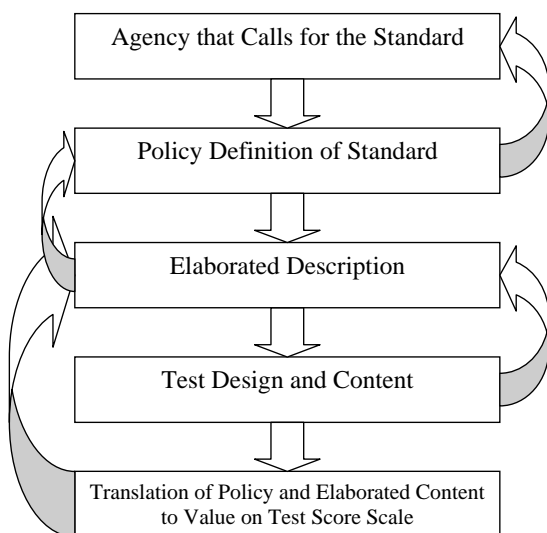 Agency that Calls for the Standard
Policy Definition of Standard
Elaborated Description
Test Design and Content
Translation of Policy and Elaborated Content
to Value on Test Score Scale